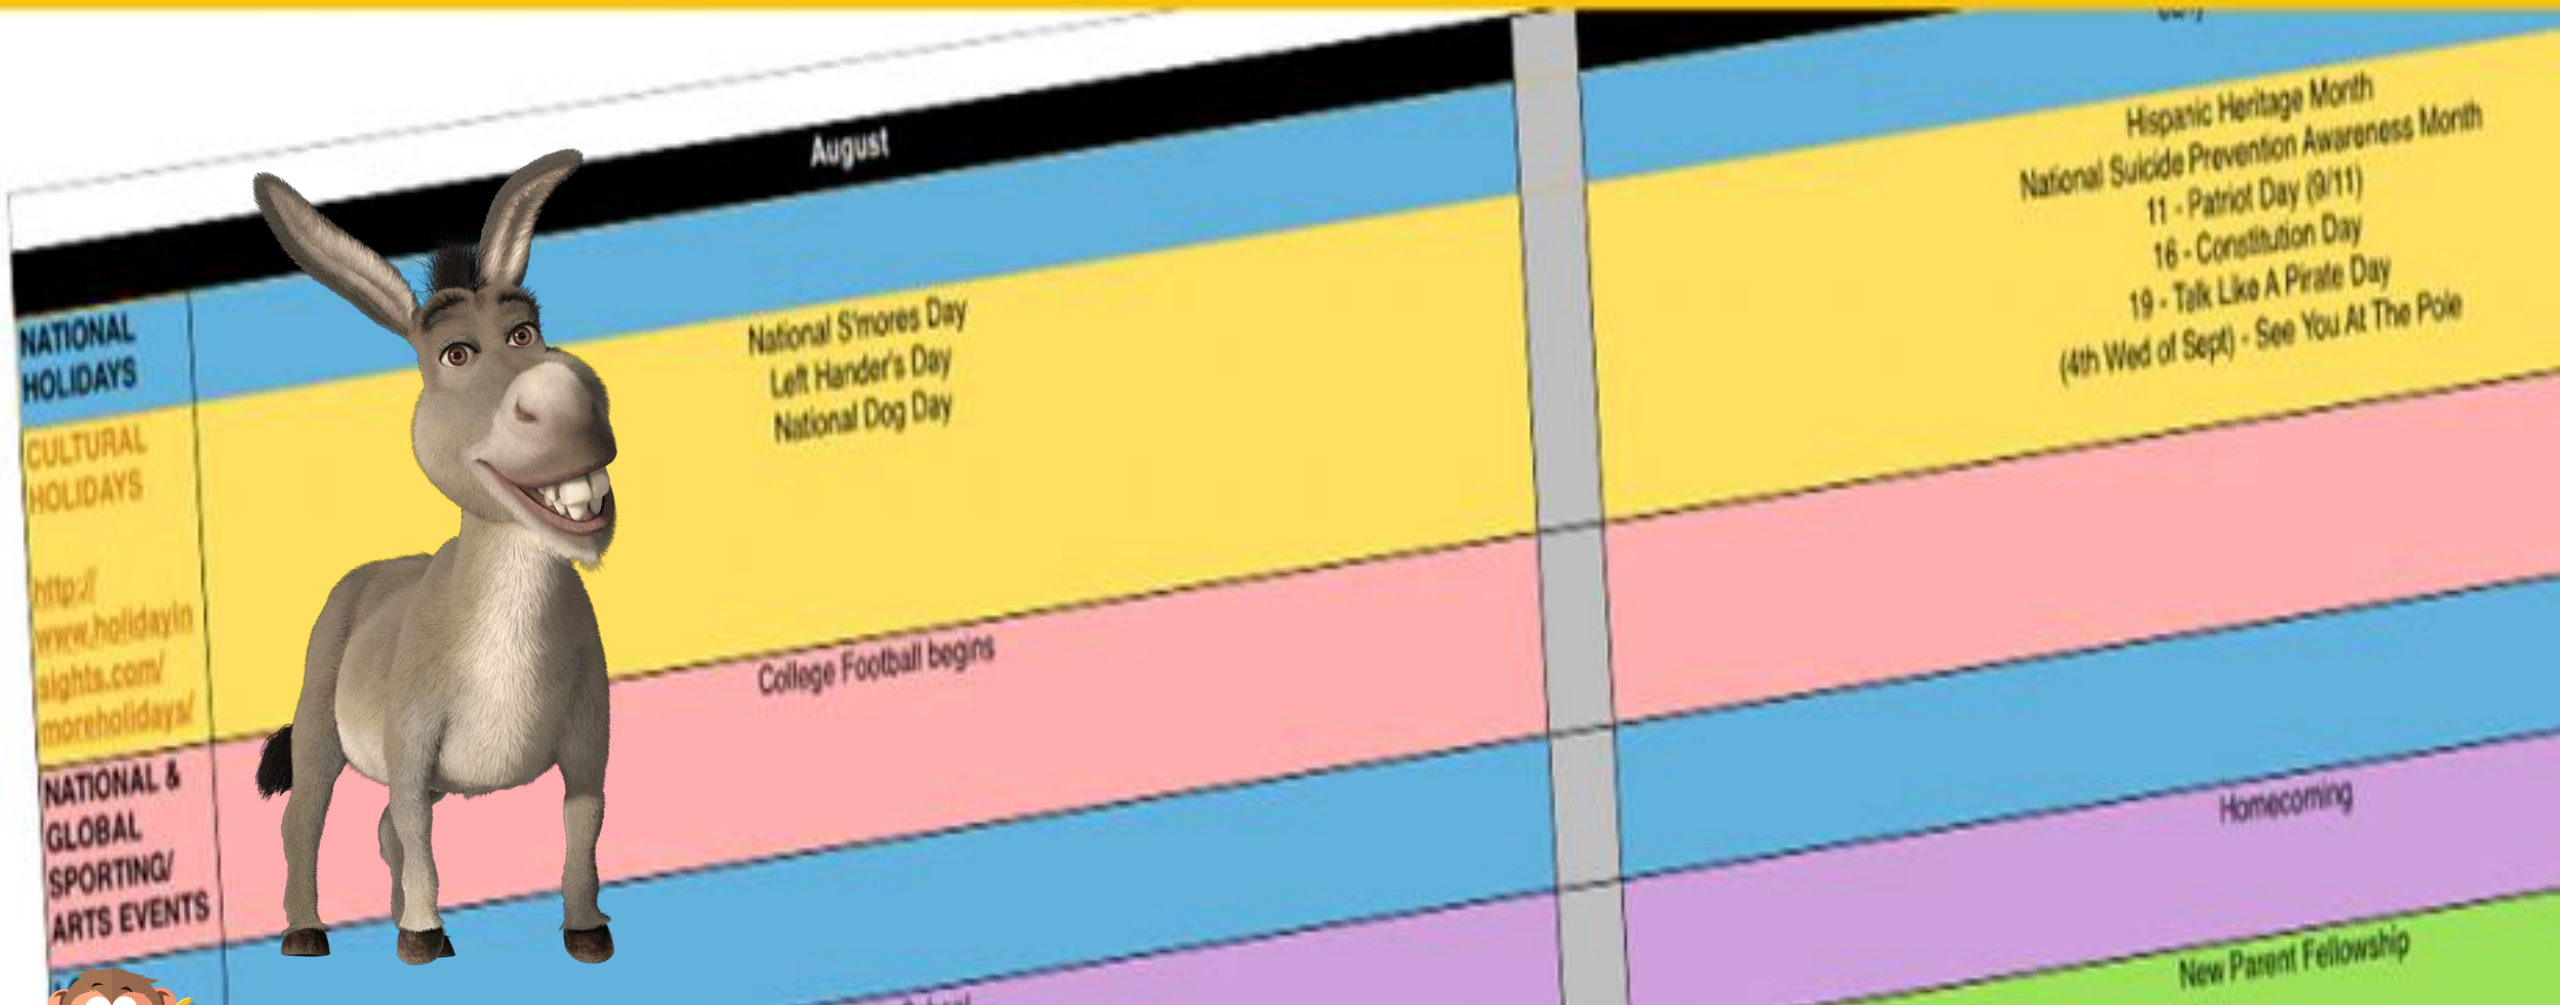 August
NATIONAL
HOLIDAYS
CULTURAL
HOLIDAYS
http://
www.holidayin
sights.com/
moreholidays/
National S'mores Day
Left Hander's Day
National Dog Day
Hispanic Heritage Month
National Suicide Prevention Awareness Month
11 - Patriot Day (9/11)
16 - Constitution Day
19 - Talk Like A Pirate Day
(4th Wed of Sept) - See You At The Pole
NATIONAL &
GLOBAL
SPORTING/
ARTS EVENTS
College Football begins
Homecoming
New Parent Fellowship